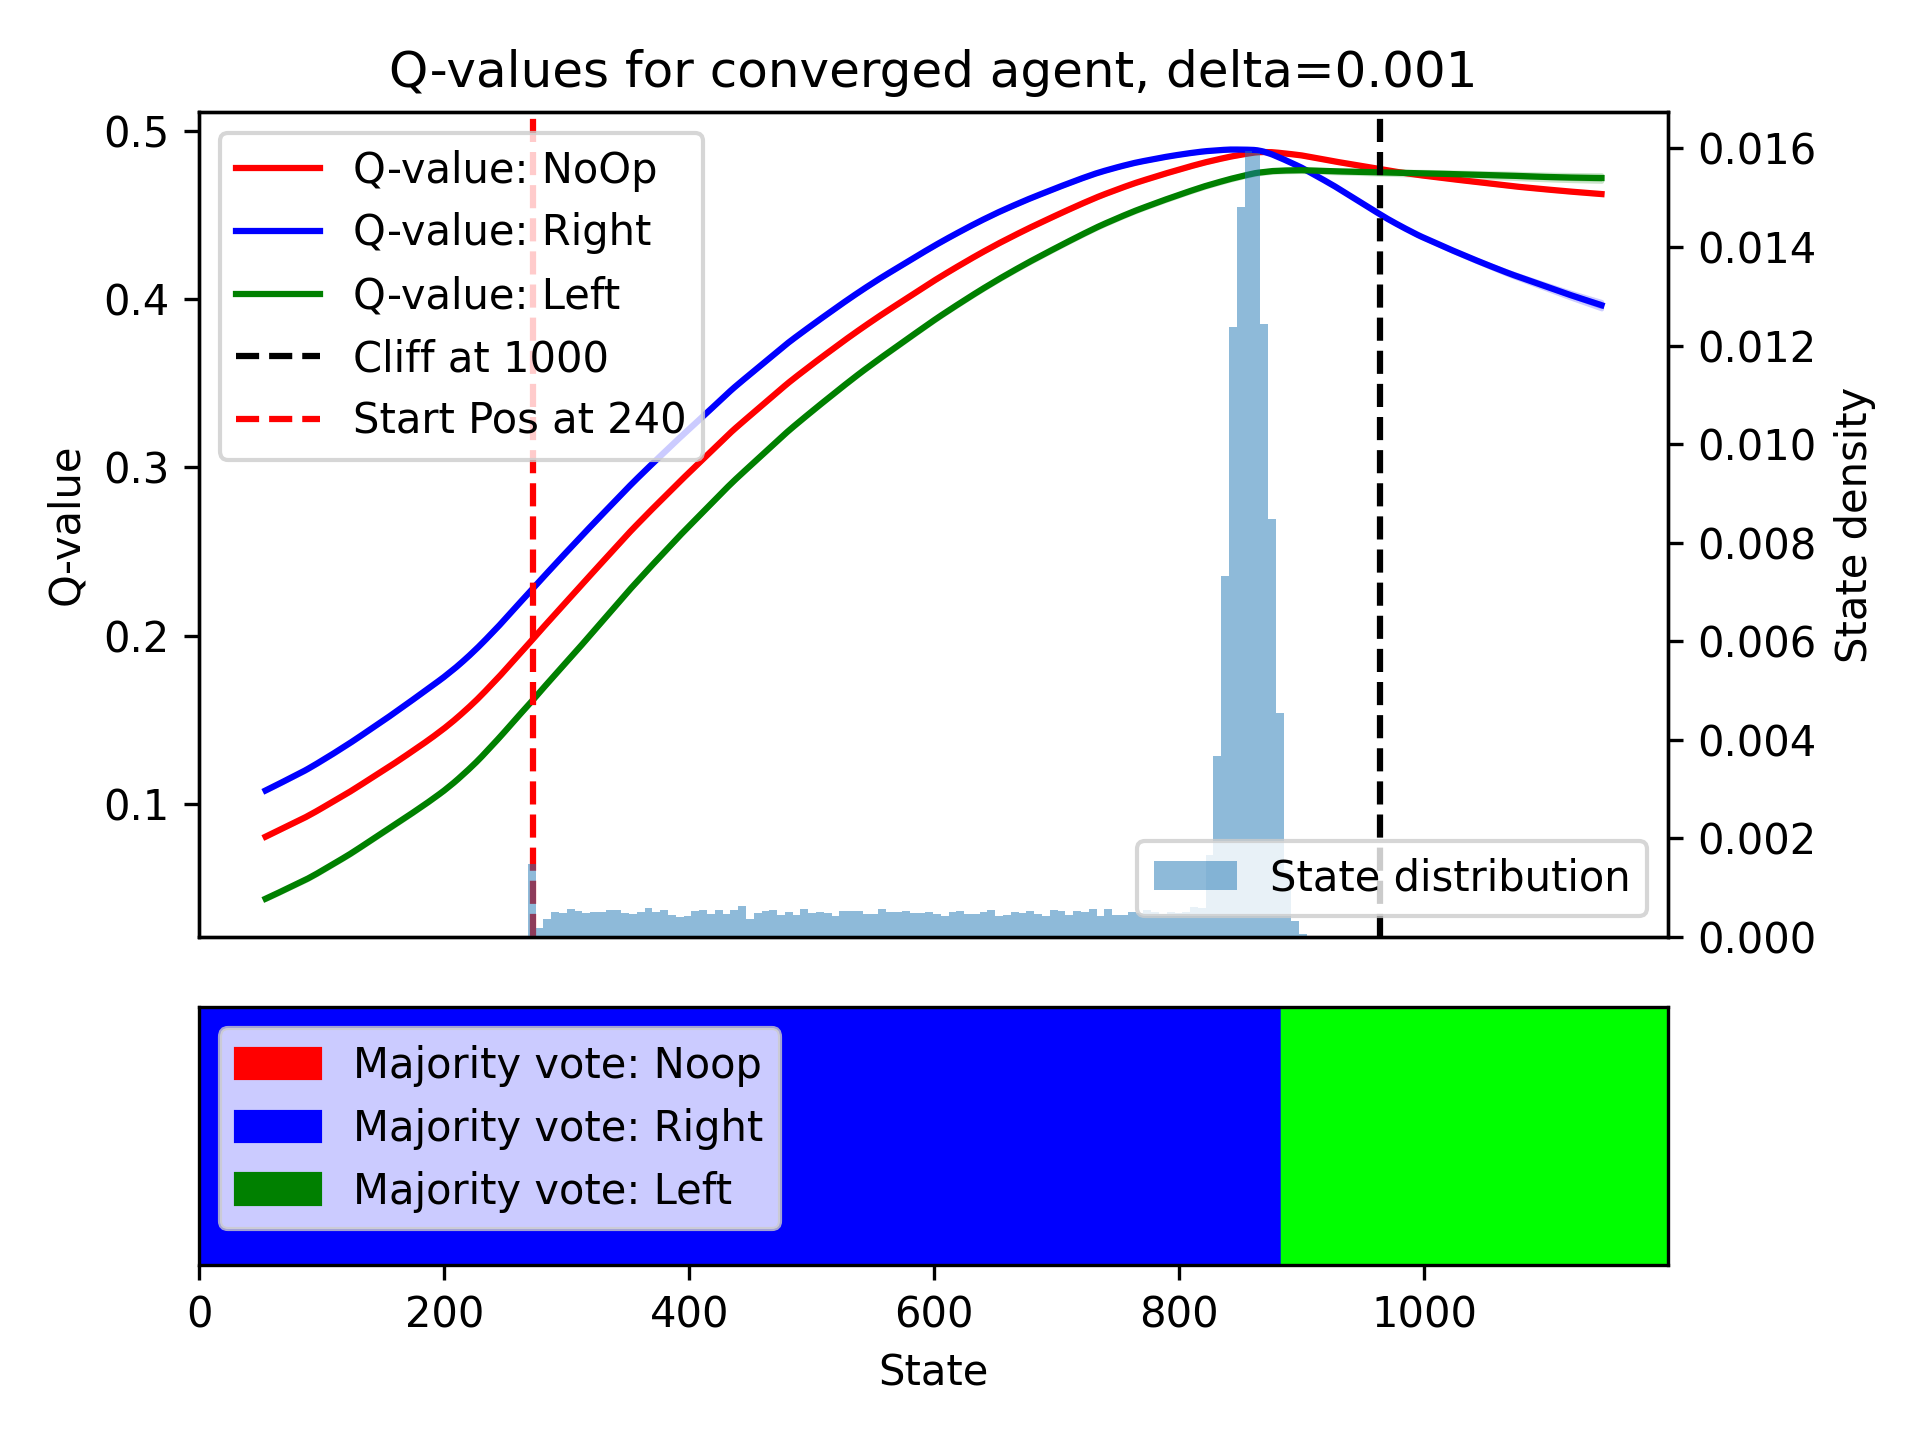 Q-values for converged agent, delta=0.001
0.5
0.4
0.3
0.2
0.1
Q-value
Q-value: NoOp
Q-value: Right
Q-value: Left
Cliff at 1000
Start Pos at 240
0.016
0.014
0.012
0.010
0.008
0.006
0.004
0.002
0.000
State density
State distribution
Majority vote: Noop
Majority vote: Right
Majority vote: Left
0 200 400 600 800 1000
State